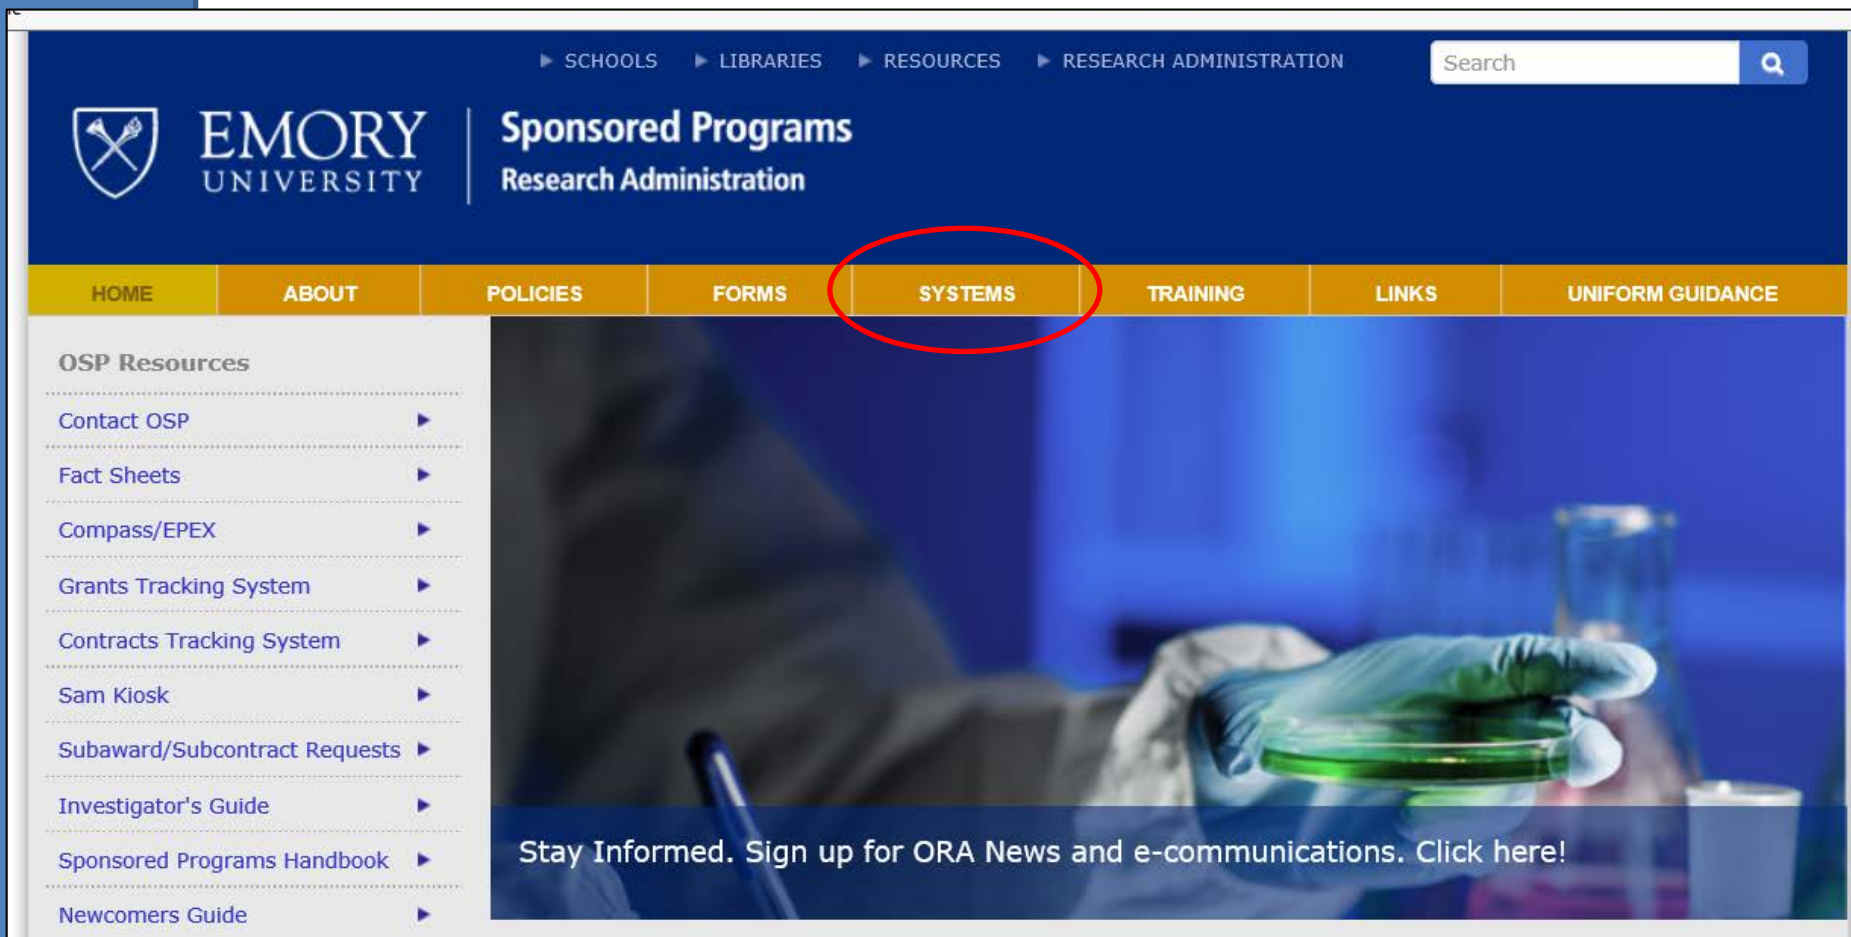 SCHOOLS LIBRARIES RESOURCES RESEARCH ADMINISTRATION Search
EMORY
UNIVERSITY
Sponsored Programs
Research Administration
HOME ABOUT POLICIES FORMS SYSTEMS TRAINING LINKS UNIFORM GUIDANCE
OSP Resources
Contact OSP
Fact Sheets
Compass/EPEX
Grants Tracking System
Contracts Tracking System
Sam Kiosk
Subaward/Subcontract Requests
Investigator's Guide
Sponsored Programs Handbook
Newcomers Guide
Stay Informed. Sign up for ORA News and e-communications. Click here!